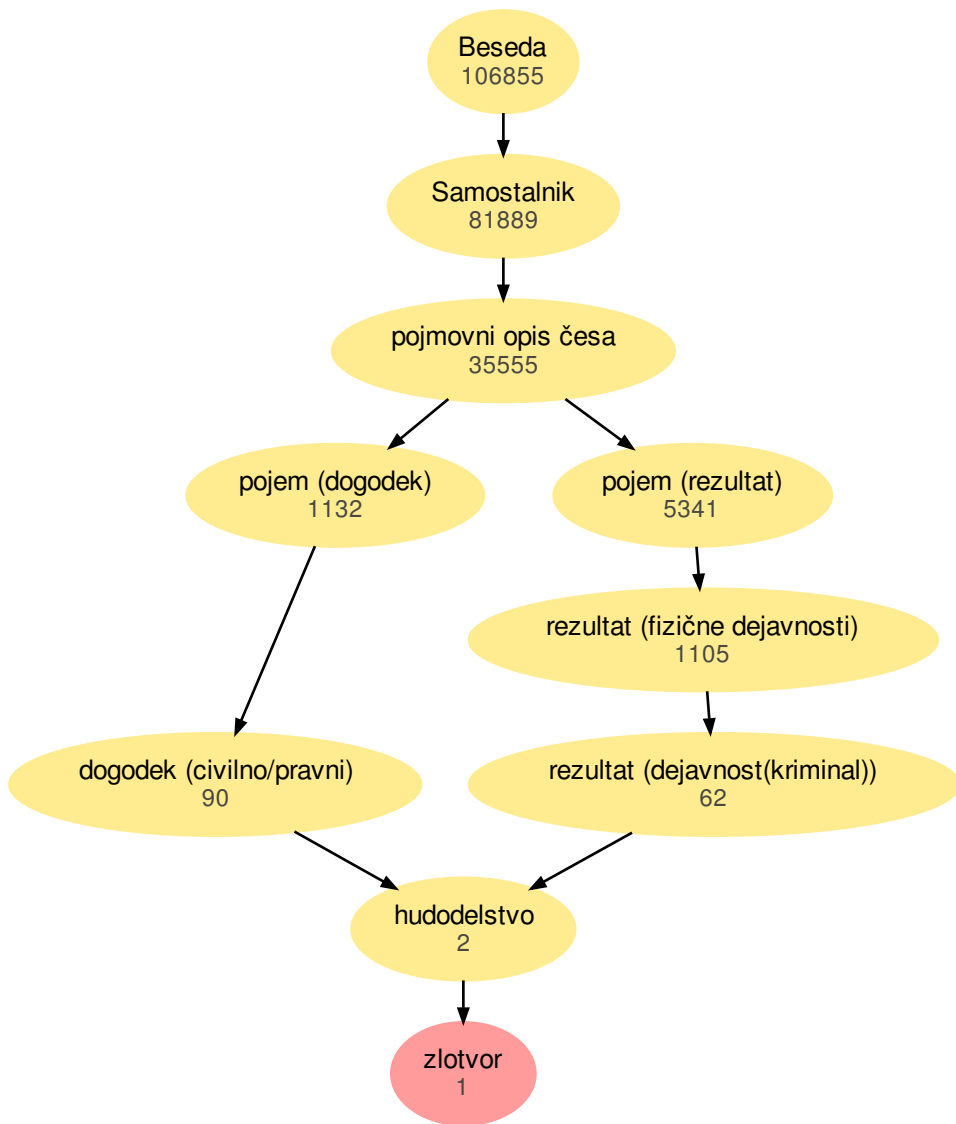 Beseda
106855
Samostalnik
81889
pojmovni opis česa
35555
pojem (dogodek)
1132
pojem (rezultat)
5341
rezultat (fizične dejavnosti)
1105
dogodek (civilno/pravni)
90
rezultat (dejavnost(kriminal))
62
hudodelstvo
2
zlotvor
1